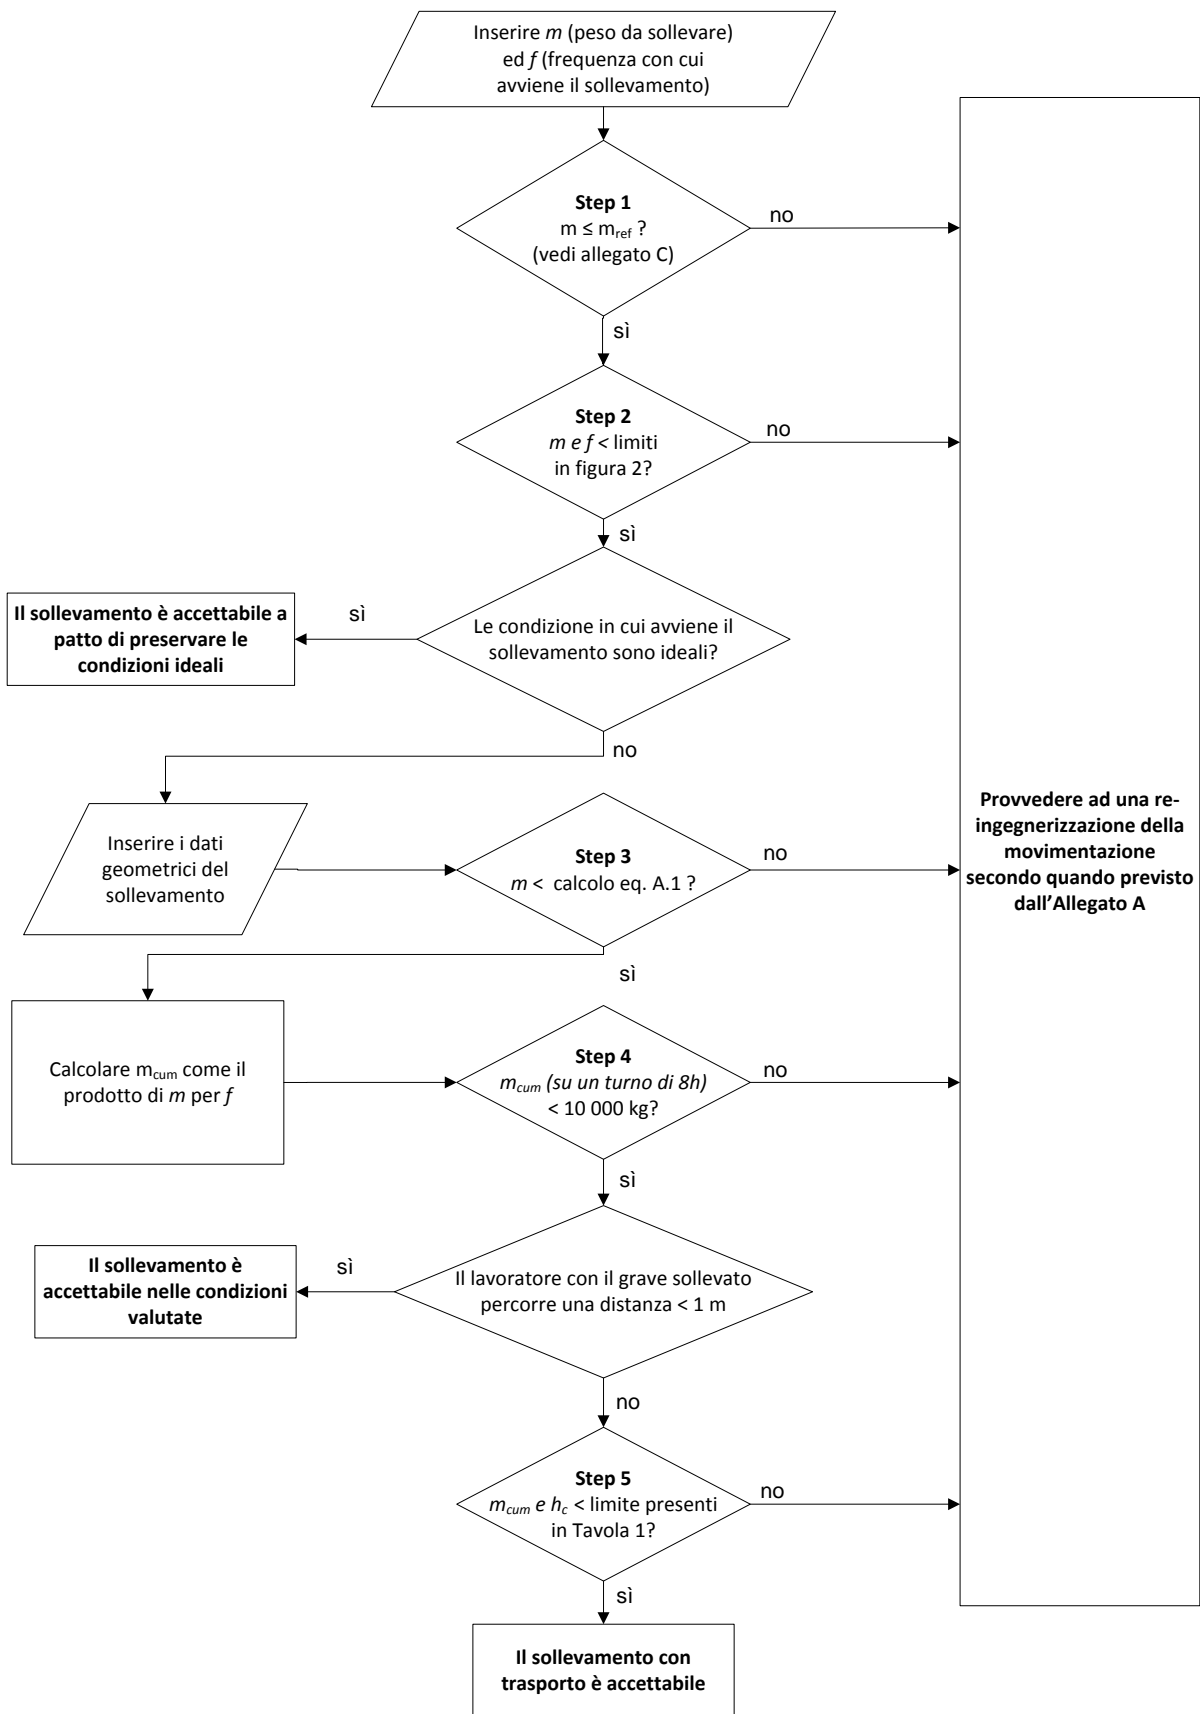 Inserire m (peso da sollevare)
ed f (frequenza con cui
avviene il sollevamento)
Step 1
m ≤ mref ?
(vedi allegato C)
no
sì
Step 2
m e f < limiti
in figura 2?
no
sì
Le condizione in cui avviene il
sollevamento sono ideali?
sì
Il sollevamento è accettabile a
patto di preservare le
condizioni ideali
no
Inserire i dati
geometrici del
sollevamento
Step 3
m < calcolo eq. A.1 ?
no
Provvedere ad una re-
ingegnerizzazione della
movimentazione
secondo quando previsto
dall'Allegato A
sì
Calcolare mcum come il
prodotto di m per f
Step 4
mcum (su un turno di 8h)
< 10 000 kg?
no
sì
Il lavoratore con il grave sollevato
percorre una distanza < 1 m
sì
Il sollevamento è
accettabile nelle condizioni
valutate
no
Step 5
mcum e hc < limite presenti
in Tavola 1?
no
sì
Il sollevamento con
trasporto è accettabile